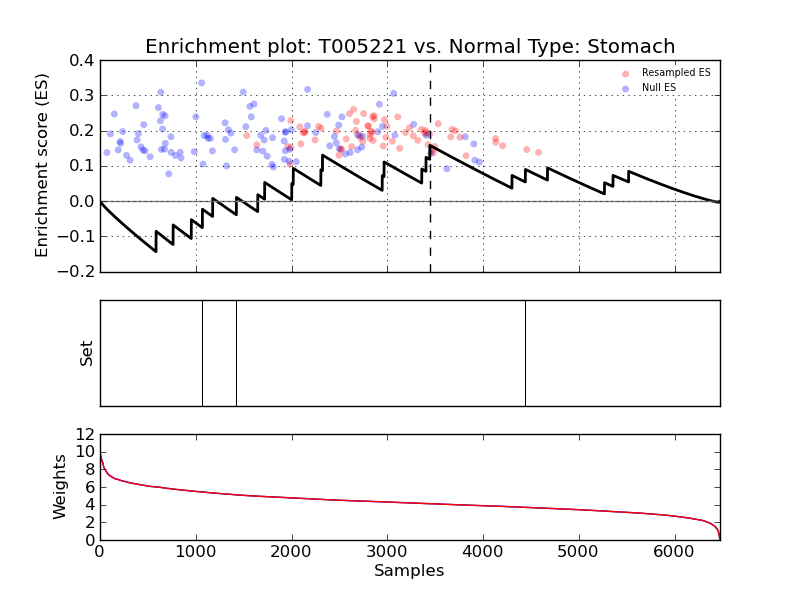 Enrichment plot: T005221 vs. Normal Type: Stomach
Enrichment score (ES)
0.4
0.3
0.2
0.1
0.0
−0.1
−0.2
Resampled ES
Null ES
Set
Weights
12
10
8
6
4
2
0
0 1000 2000 3000 4000 5000 6000
Samples